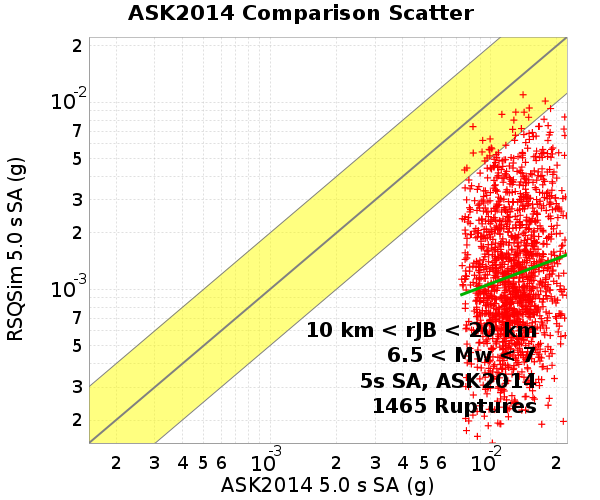 ASK2014 Comparison Scatter
2
10-2
7
5
3
2
10-3
7
5
3
2
RSQSim 5.0 s SA (g)
10 km < rJB < 20 km
6.5 < Mw < 7
5s SA, ASK2014
1465 Ruptures
2 3 4 5 6 10-3 2 3 4 5 6 10-2 2
ASK2014 5.0 s SA (g)